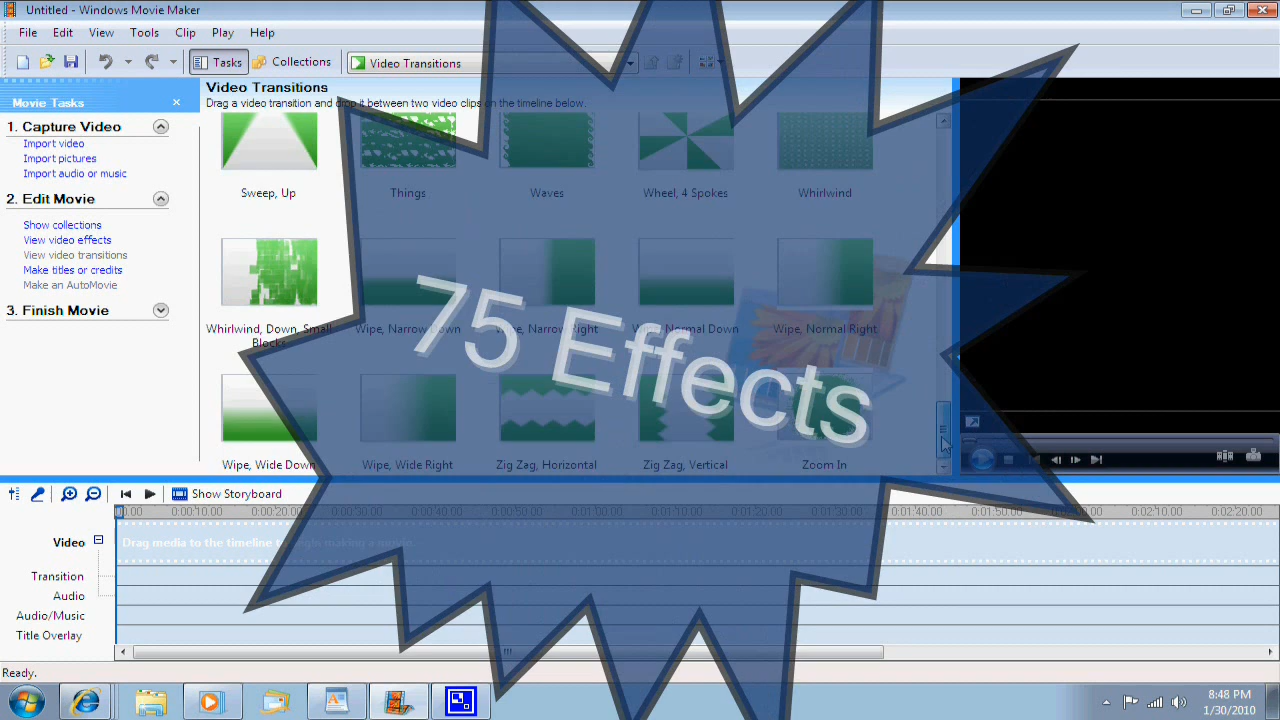 Untitled - Windows Movie Maker
File Edit View Tools Clip Play Help
Tasks Collections Video Transitions
Movie Tasks
Video Transitions
Drag a video transition and drop it between two video clips on the timeline below.
1. Capture Video
Import video
Import pictures
Import audio or music
2. Edit Movie
Show collections
View video effects
View video transitions
Make titles or credits
Make an AutoMovie
3. Finish Movie
Sweep, Up Things Waves Wheel, 4 Spokes Whirlwind
Whirlwind, Down, Small Blocks Wipe, Narrow Down Wipe, Narrow Right Wipe, Normal Down Wipe, Normal Right
75 Effects
Wipe, Wide Down Wipe, Wide Right Zig Zag, Horizontal Zig Zag, Vertical Zoom In
Show Storyboard
0:00:10.00 0:00:20.00 0:00:30.00 0:00:40.00 0:00:50.00 0:01:00.00 0:01:10.00 0:01:20.00 0:01:30.00 0:01:40.00 0:01:50.00 0:02:10.00 0:02:20.00
Video
Drag media to the timeline to begin making a movie.
Transition
Audio
Audio/Music
Title Overlay
Ready.
8:48 PM
1/30/2010